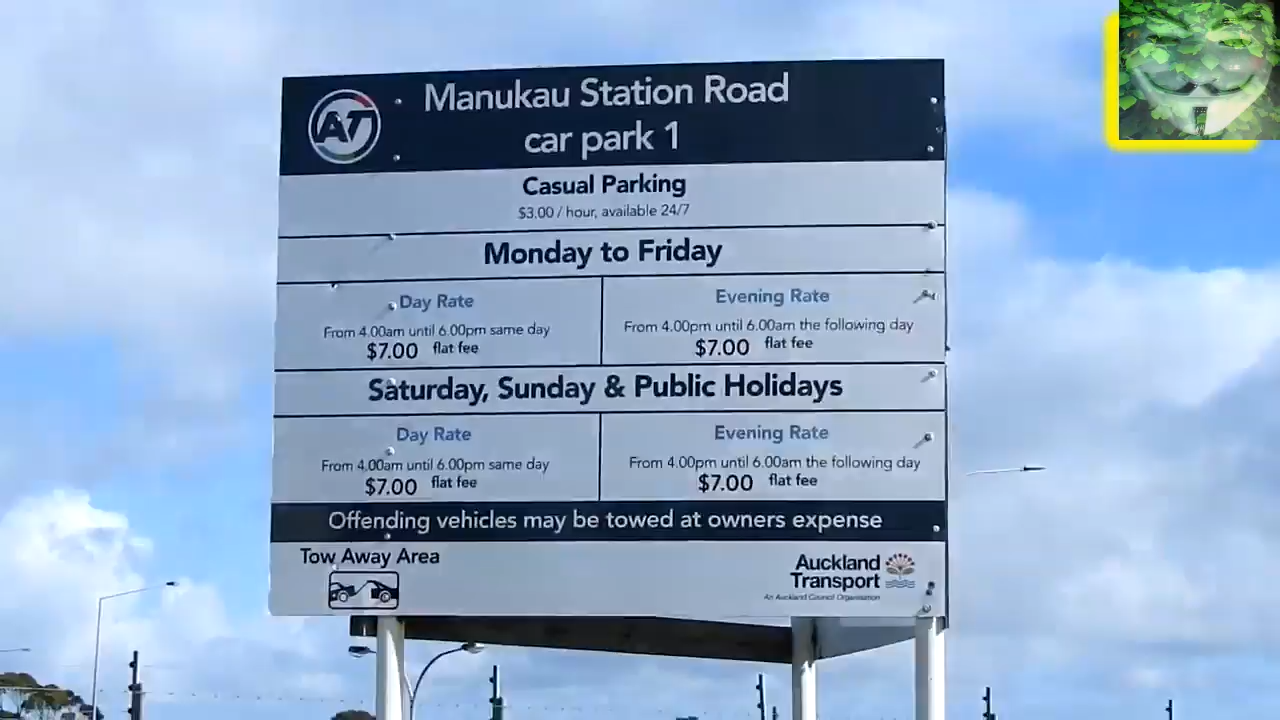 AT
Manukau Station Road
car park 1
Casual Parking
$3.00 / hour, available 24/7
Monday to Friday
Day Rate
From 4.00am until 6.00pm same day
$7.00 flat fee
Evening Rate
From 4.00pm until 6.00am the following day
$7.00 flat fee
Saturday, Sunday & Public Holidays
Day Rate
From 4.00am until 6.00pm same day
$7.00 flat fee
Evening Rate
From 4.00pm until 6.00am the following day
$7.00 flat fee
Offending vehicles may be towed at owners expense
Tow Away Area
Auckland
Transport
An Auckland Council Organisation